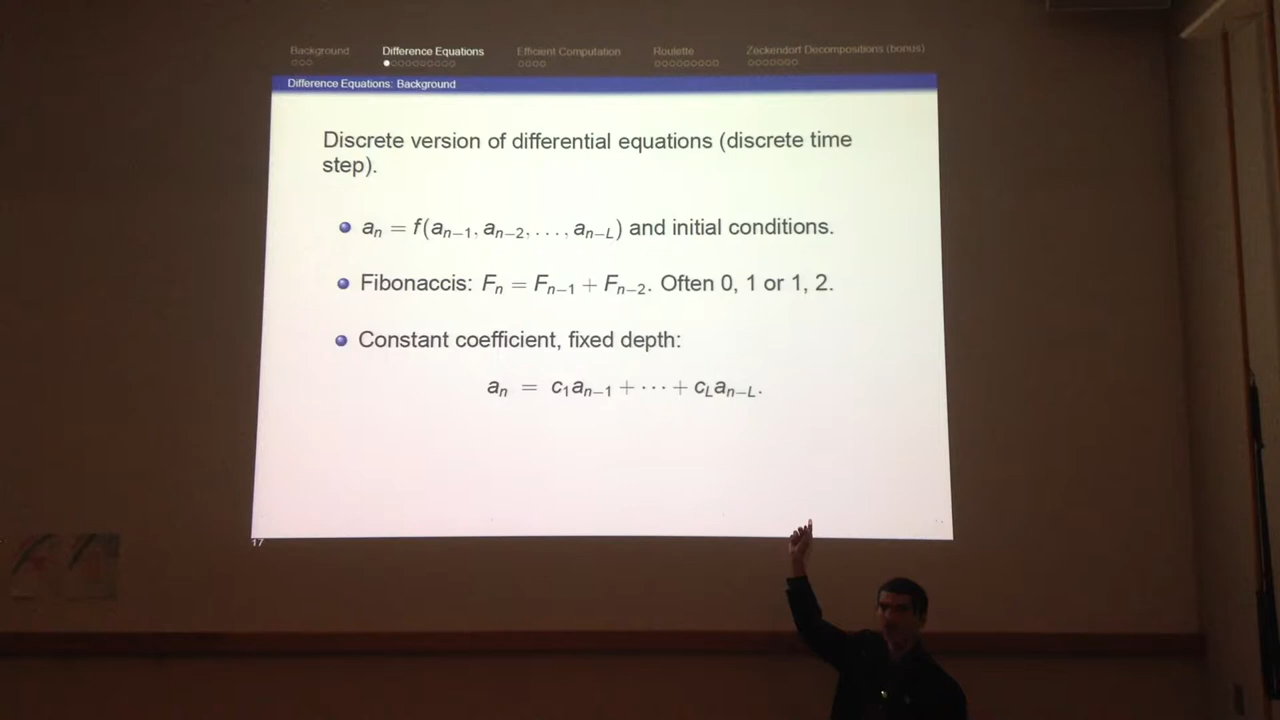 Background Difference Equations Efficient Computation Roulette Zeckendorf Decompositions (bonus)
Difference Equations: Background
Discrete version of differential equations (discrete time
step).
aₙ = f(aₙ₋₁, aₙ₋₂, . . . , aₙ₋L) and initial conditions.
Fibonaccis: Fₙ = Fₙ₋₁ + Fₙ₋₂. Often 0, 1 or 1, 2.
Constant coefficient, fixed depth:
aₙ = c₁aₙ₋₁ + · · · + cLaₙ₋L.
17